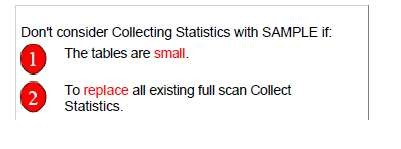 Don't consider Collecting Statistics with SAMPLE if:
1 The tables are small.
2 To replace all existing full scan Collect
Statistics.